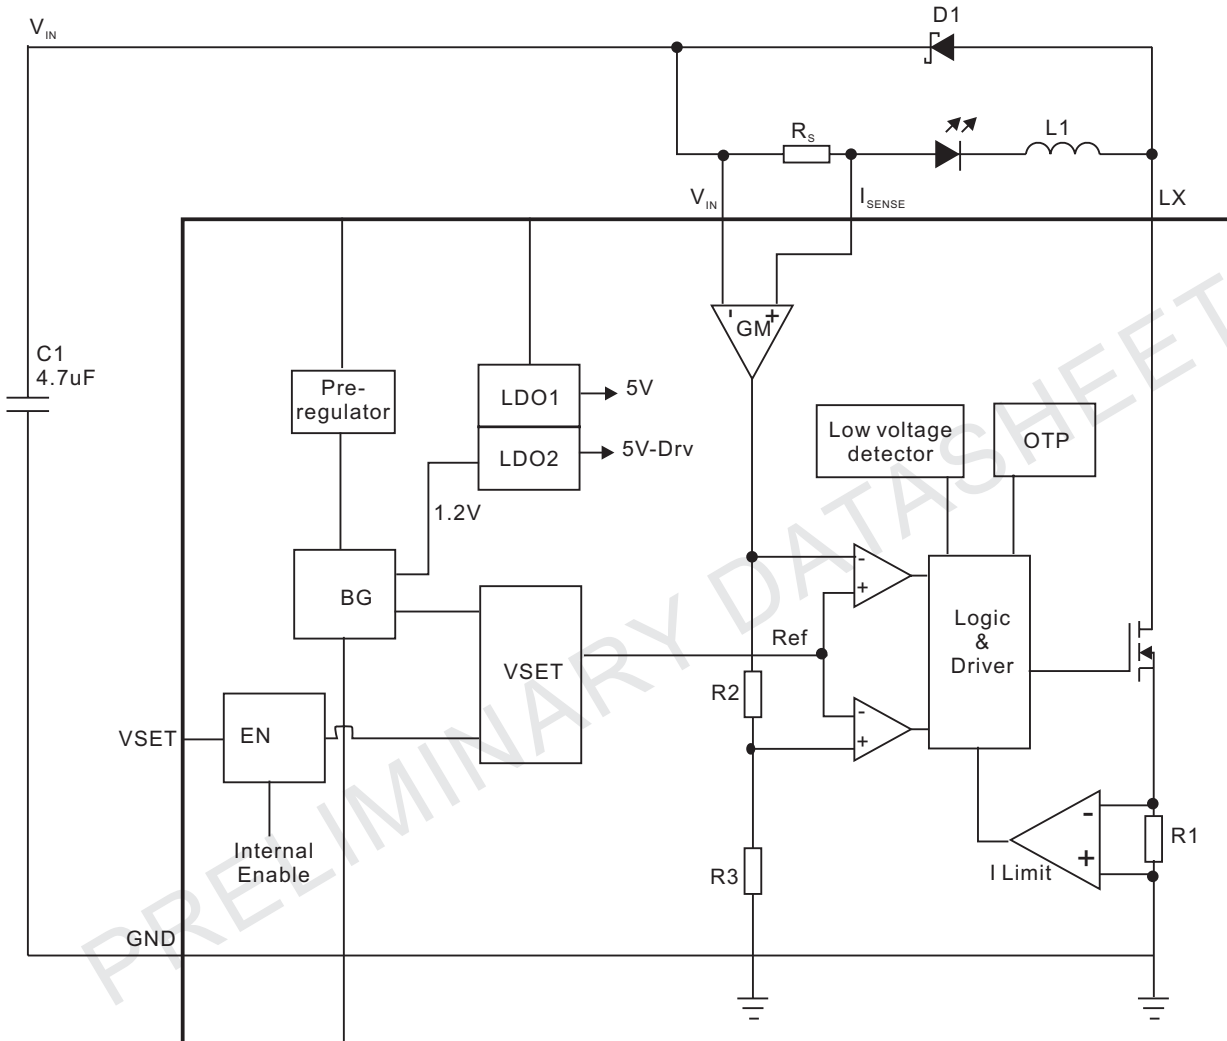 D1
VIN
L1
RS
VIN
ISENSE
LX
- +
GM
C1
4.7uF
Pre-
regulator
LDO1
5V
LDO2
5V-Drv
Low voltage
detector
OTP
1.2V
BG
-
+
Logic
&
Driver
Ref
VSET
R2
-
+
VSET
EN
Internal
Enable
-
+
I Limit
R1
R3
GND
PRELIMINARY DATASHEET